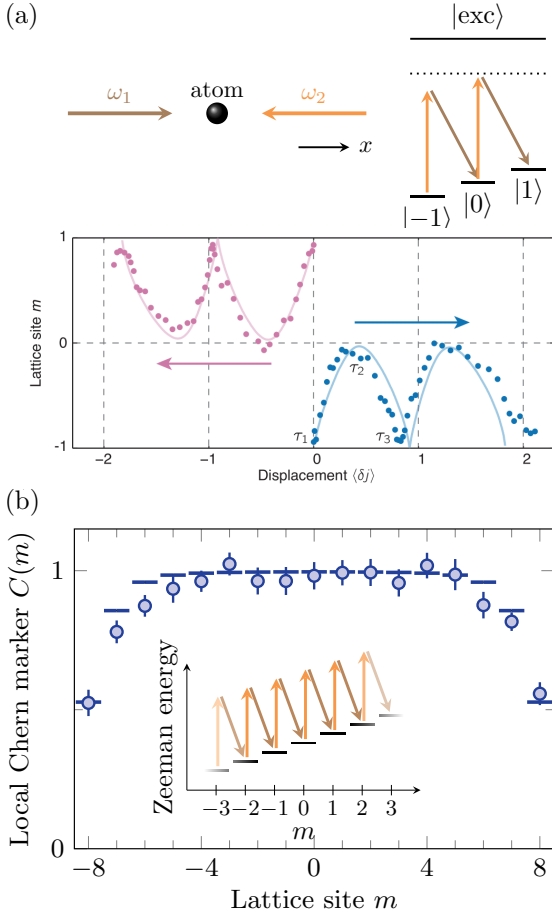 (a)
|exc⟩
atom
ω₁
ω₂
x
|−1⟩
|0⟩
|1⟩
Lattice site m
1
0
-1
τ₁
τ₂
τ₃
−2
−1
0
1
2
Displacement ⟨δj⟩
(b)
Local Chern marker C(m)
1
0
Zeeman energy
−3 −2 −1 0 1 2 3
m
−8 −4 0 4 8
Lattice site m